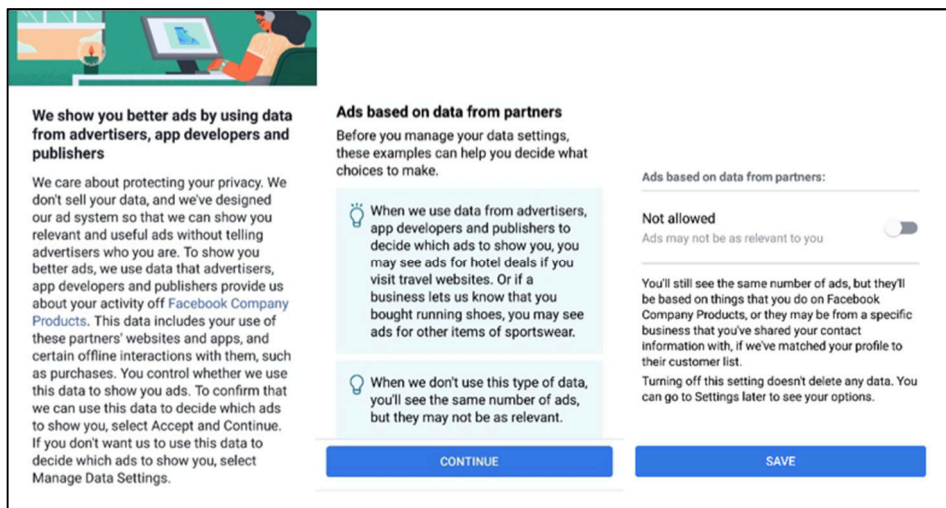 We show you better ads by using data
from advertisers, app developers and
publishers
We care about protecting your privacy. We
don't sell your data, and we've designed
our ad system so that we can show you
relevant and useful ads without telling
advertisers who you are. To show you
better ads, we use data that advertisers,
app developers and publishers provide us
about your activity off Facebook Company
Products. This data includes your use of
these partners' websites and apps, and
certain offline interactions with them, such
as purchases. You control whether we use
this data to show you ads. To confirm that
we can use this data to decide which ads
to show you, select Accept and Continue.
If you don't want us to use this data to
decide which ads to show you, select
Manage Data Settings.
Ads based on data from partners
Before you manage your data settings,
these examples can help you decide what
choices to make.
When we use data from advertisers,
app developers and publishers to
decide which ads to show you, you
may see ads for hotel deals if you
visit travel websites. Or if a
business lets us know that you
bought running shoes, you may see
ads for other items of sportswear.
When we don't use this type of data,
you'll see the same number of ads,
but they may not be as relevant.
CONTINUE
Ads based on data from partners:
Not allowed
Ads may not be as relevant to you
You'll still see the same number of ads, but they'll
be based on things that you do on Facebook
Company Products, or they may be from a specific
business that you've shared your contact
information with, if we've matched your profile to
their customer list.
Turning off this setting doesn't delete any data. You
can go to Settings later to see your options.
SAVE